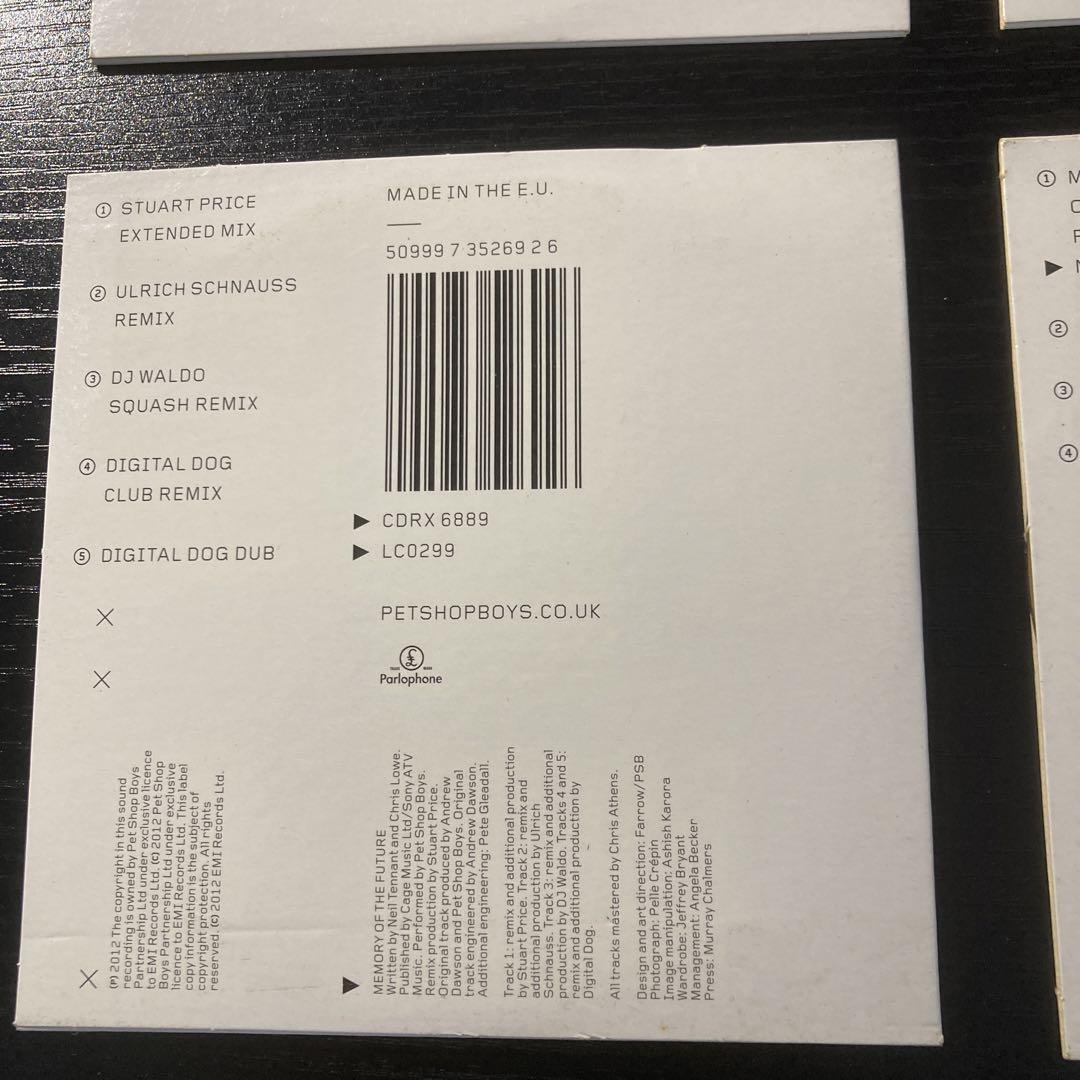 ① STUART PRICE
EXTENDED MIX
② ULRICH SCHNAUSS
REMIX
③ DJ WALDO
SQUASH REMIX
④ DIGITAL DOG
CLUB REMIX
⑤ DIGITAL DOG DUB
MADE IN THE E.U.
50999 7 35269 2 6
▶ CDRX 6889
▶ LC0299
PETSHOPBOYS.CO.UK
£
TRADE MARK
Parlophone
(P) 2012 The copyright in this sound
recording is owned by Pet Shop Boys
Partnership Ltd under exclusive licence
to EMI Records Ltd. (c) 2012 Pet Shop
Boys Partnership Ltd under exclusive
licence to EMI Records Ltd. This label
copy information is the subject of
copyright protection. All rights
reserved. (c) 2012 EMI Records Ltd.
MEMORY OF THE FUTURE
Written by Neil Tennant and Chris Lowe.
Published by Cage Music Ltd/Sony ATV
Music. Performed by Pet Shop Boys.
Remix production by Stuart Price.
Original track produced by Andrew
Dawson and Pet Shop Boys. Original
track engineered by Andrew Dawson.
Additional engineering: Pete Gleadall.
Track 1: remix and additional production
by Stuart Price. Track 2: remix and
additional production by Ulrich
Schnauss. Track 3: remix and additional
production by DJ Waldo. Tracks 4 and 5:
remix and additional production by
Digital Dog.
All tracks mastered by Chris Athens.
Design and art direction: Farrow/PSB
Photograph: Pelle Crépin
Image manipulation: Ashish Karora
Wardrobe: Jeffrey Bryant
Management: Angela Becker
Press: Murray Chalmers
①
▶
②
③
④